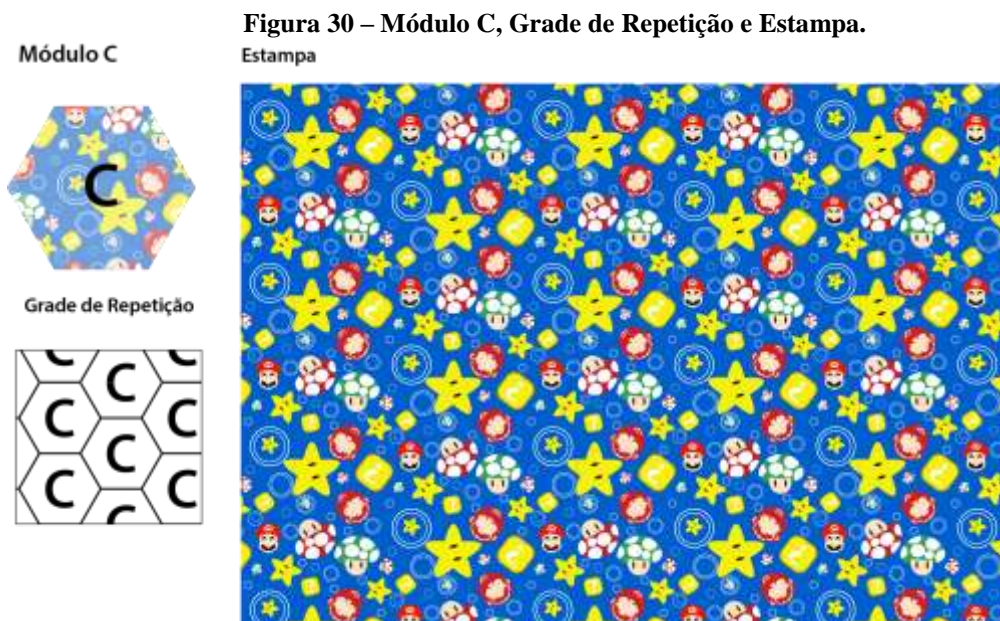 Figura 30 – Módulo C, Grade de Repetição e Estampa.
Módulo C
Estampa
C
Grade de Repetição
C C C
C C C
C C C